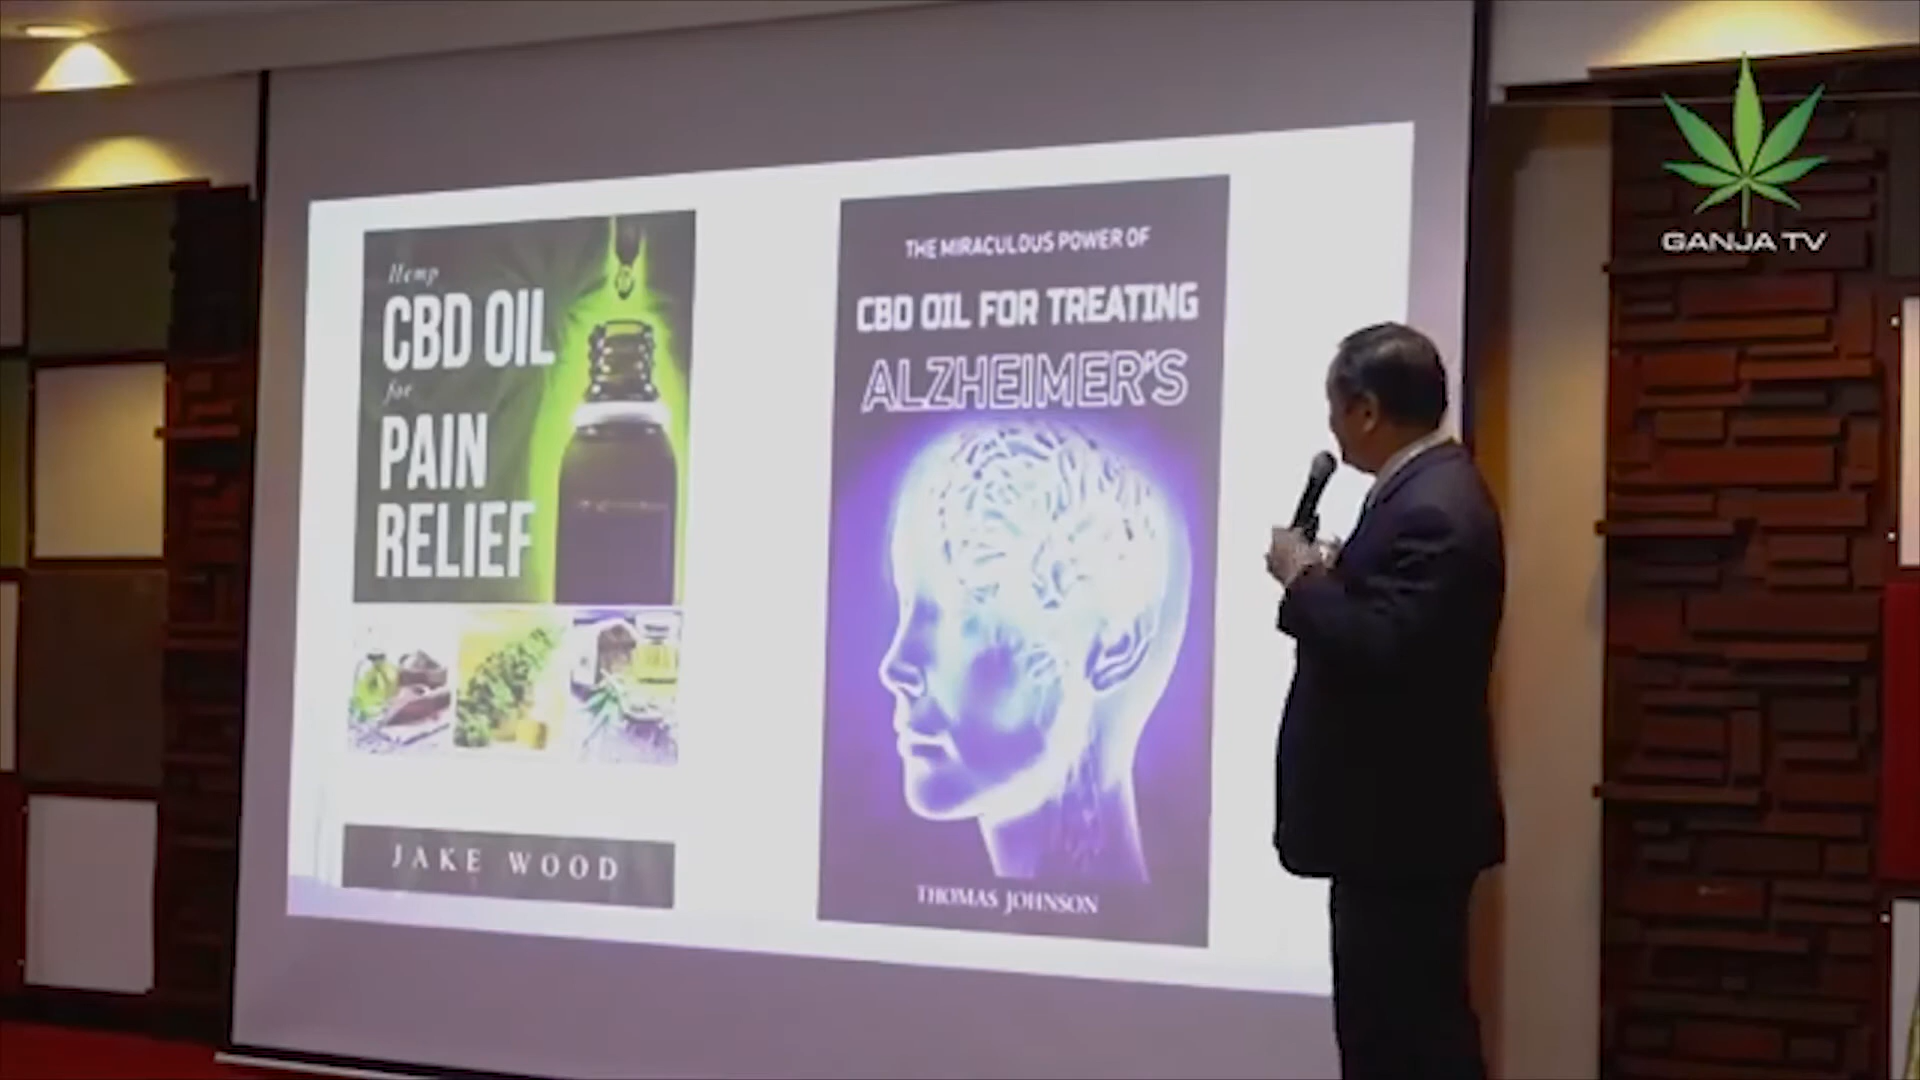 Hemp
CBD OIL
for
PAIN
RELIEF
JAKE WOOD
THE MIRACULOUS POWER OF
CBD OIL FOR TREATING
ALZHEIMER'S
THOMAS JOHNSON
GANJA TV